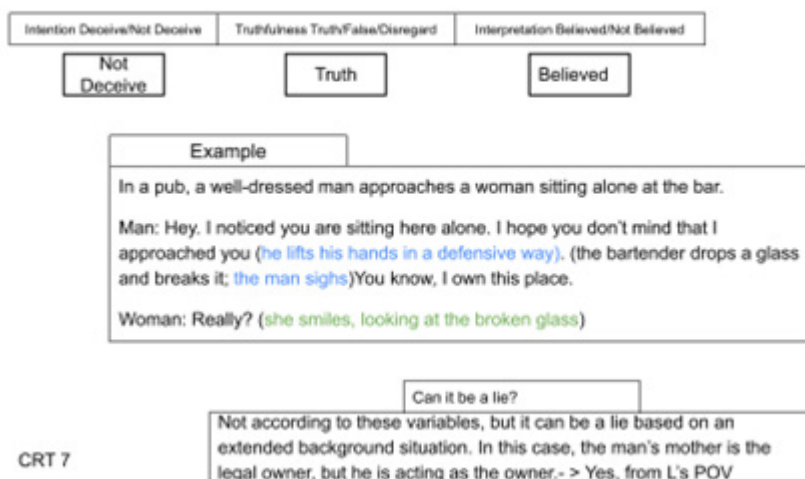 Intention Deceive/Not Deceive Truthfulness Truth/False/Disregard Interpretation Believed/Not Believed
Not Deceive Truth Believed
Example
In a pub, a well-dressed man approaches a woman sitting alone at the bar.
Man: Hey. I noticed you are sitting here alone. I hope you don't mind that I
approached you (he lifts his hands in a defensive way). (the bartender drops a glass
and breaks it; the man sighs)You know, I own this place.
Woman: Really? (she smiles, looking at the broken glass)
Can it be a lie?
Not according to these variables, but it can be a lie based on an
extended background situation. In this case, the man's mother is the
legal owner, but he is acting as the owner.- > Yes, from L's POV
CRT 7